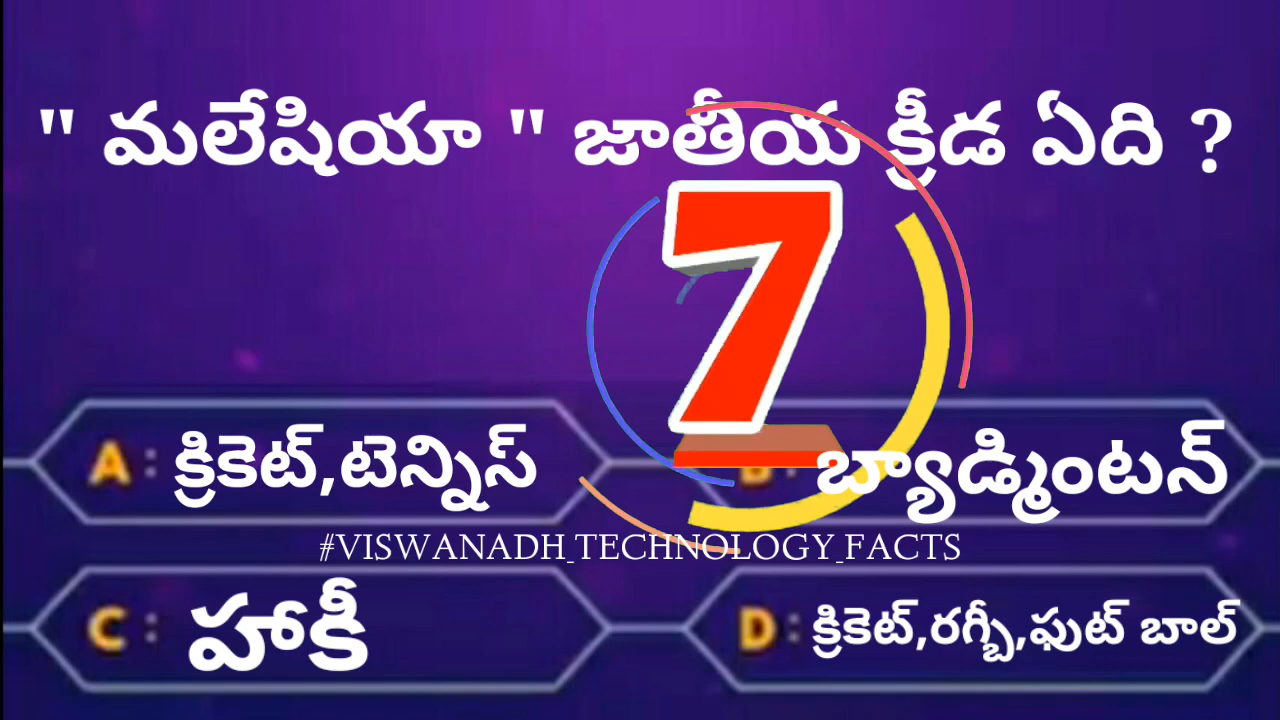 " మలేషియా " జాతీయ క్రీడ ఏది ?
7
A : క్రికెట్,టెన్నిస్
B : బ్యాడ్మింటన్
#VISWANADH_TECHNOLOGY_FACTS
C : హాకీ
D : క్రికెట్,రగ్బీ,ఫుట్ బాల్